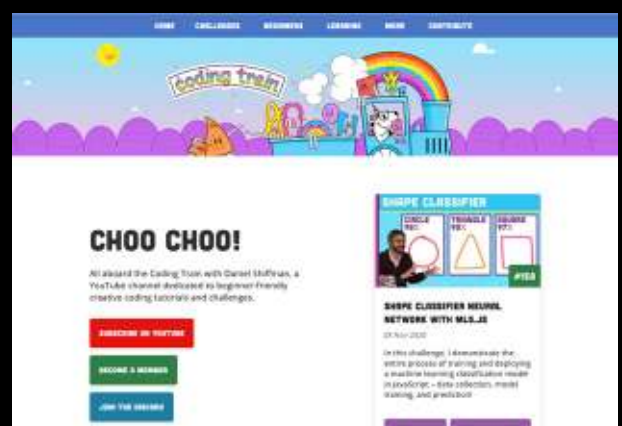 HOME CHALLENGES BEGINNERS LEARNING MORE CONTRIBUTE
coding train
CHOO CHOO!
All aboard the Coding Train with Daniel Shiffman, a
YouTube channel dedicated to beginner-friendly
creative coding tutorials and challenges.
SUBSCRIBE ON YOUTUBE
BECOME A MEMBER
JOIN THE DISCORD
SHAPE CLASSIFIER
CIRCLE TRIANGLE SQUARE
SHAPE CLASSIFIER NEURAL
NETWORK WITH ML5.JS
Nov 2020
In this challenge, I demonstrate the
entire process of training and deploying
a machine learning classification model
in JavaScript – data collection, model
training, and prediction!